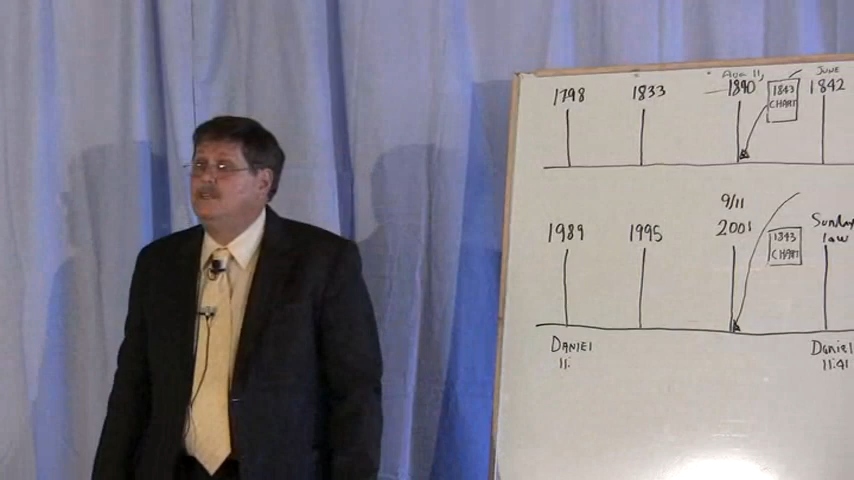 Aug 11, June
1798 1833 1840 1843 1842
CHART
9/11
1989 1995 2001 1843 Sunday
CHART law
DANIEL Daniel
11: 11:41